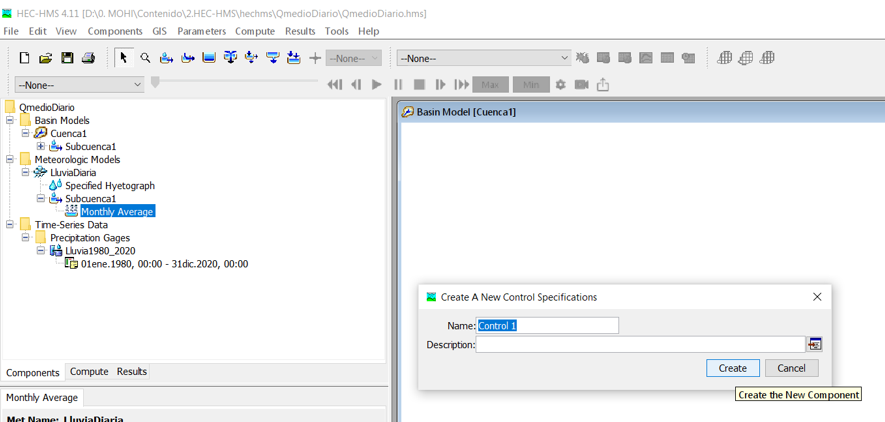 HEC-HMS 4.11 [D:\0. MOHI\Contenido\2.HEC-HMS\hechms\QmedioDiario\QmedioDiario.hms]
File Edit View Components GIS Parameters Compute Results Tools Help
--None-- --None--
--None-- Max Min
QmedioDiario
Basin Models
Cuenca1
Subcuenca1
Meteorologic Models
LluviaDiaria
Specified Hyetograph
Subcuenca1
Monthly Average
Time-Series Data
Precipitation Gages
Lluvia1980_2020
01ene.1980, 00:00 - 31dic.2020, 00:00
Components Compute Results
Monthly Average
Met Name: LluviaDiaria
Basin Model [Cuenca1]
Create A New Control Specifications
Name: Control 1
Description:
Create Cancel
Create the New Component